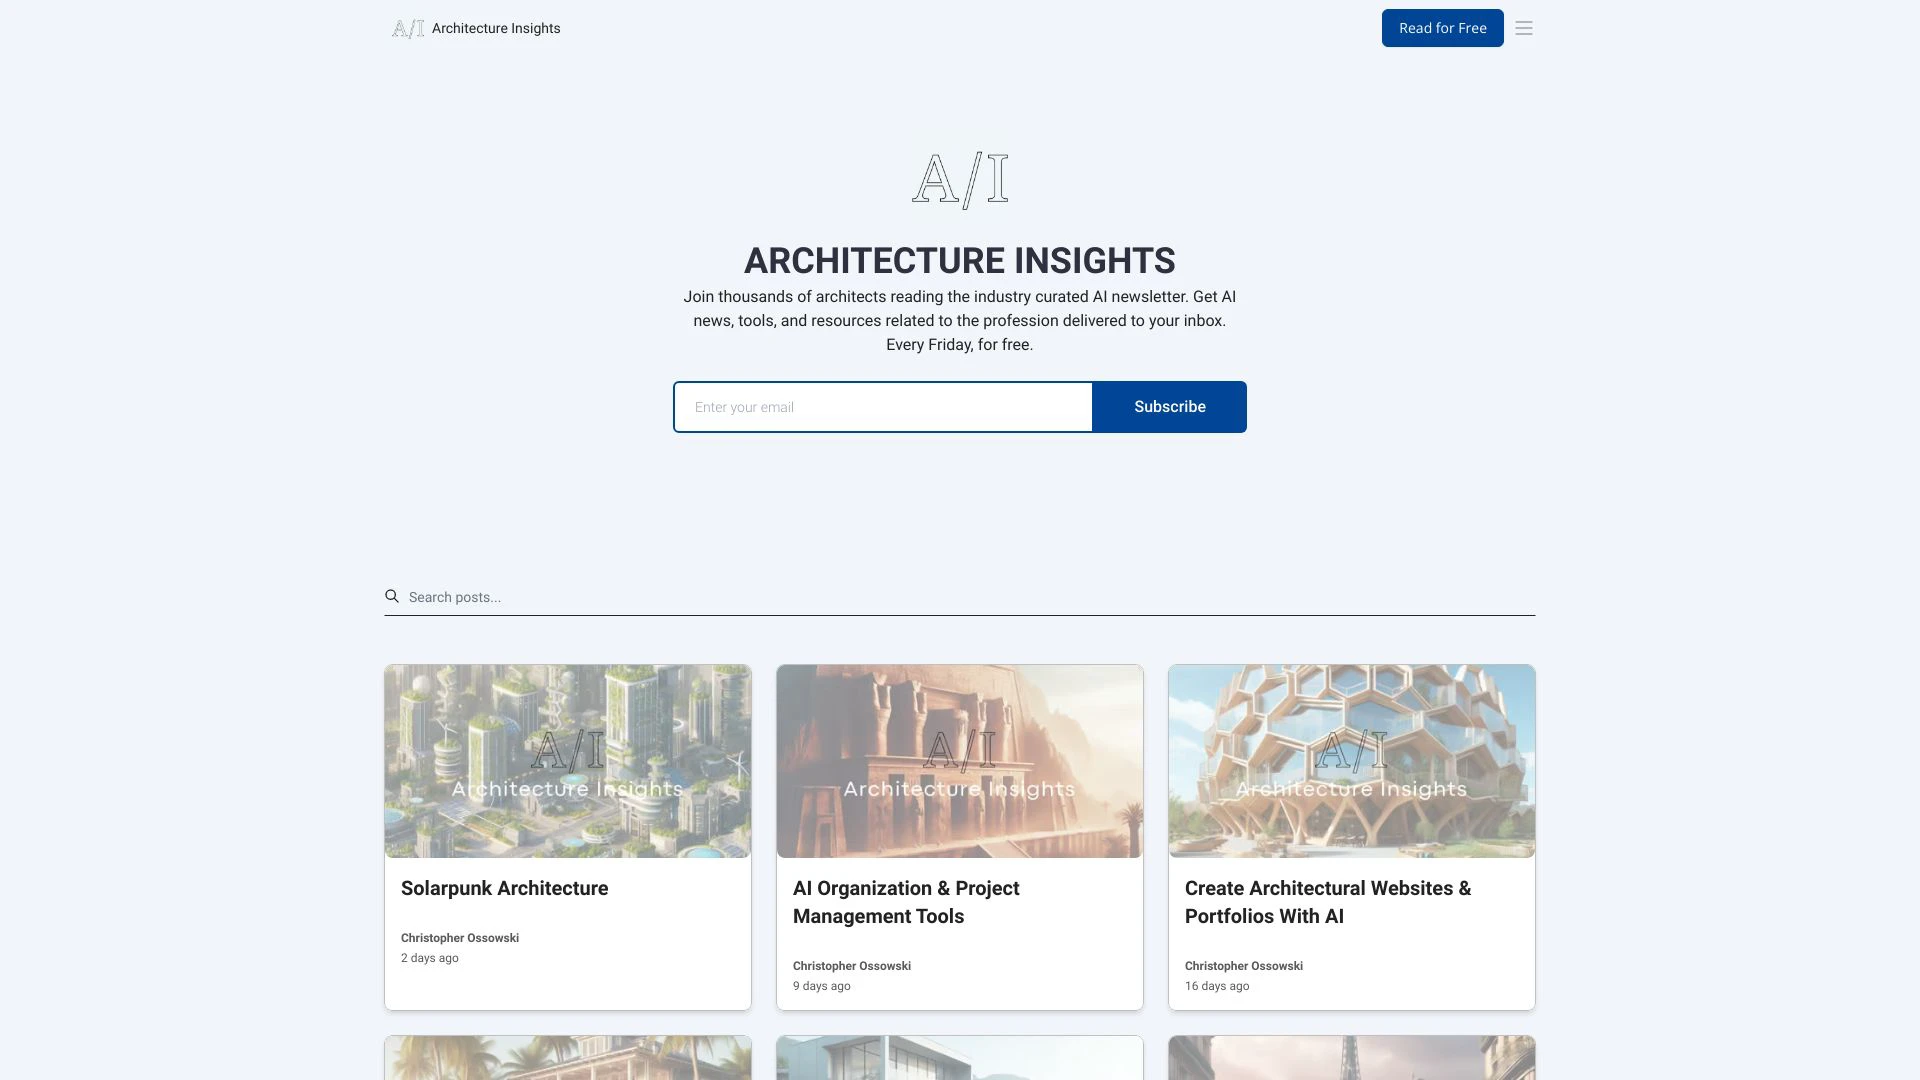 A/I Architecture Insights
Read for Free
A/I
ARCHITECTURE INSIGHTS
Join thousands of architects reading the industry curated AI newsletter. Get AI
news, tools, and resources related to the profession delivered to your inbox.
Every Friday, for free.
Enter your email
Subscribe
Search posts...
A/I
Architecture Insights
Solarpunk Architecture
Christopher Ossowski
2 days ago
A/I
Architecture Insights
AI Organization & Project
Management Tools
Christopher Ossowski
9 days ago
A/I
Architecture Insights
Create Architectural Websites &
Portfolios With AI
Christopher Ossowski
16 days ago